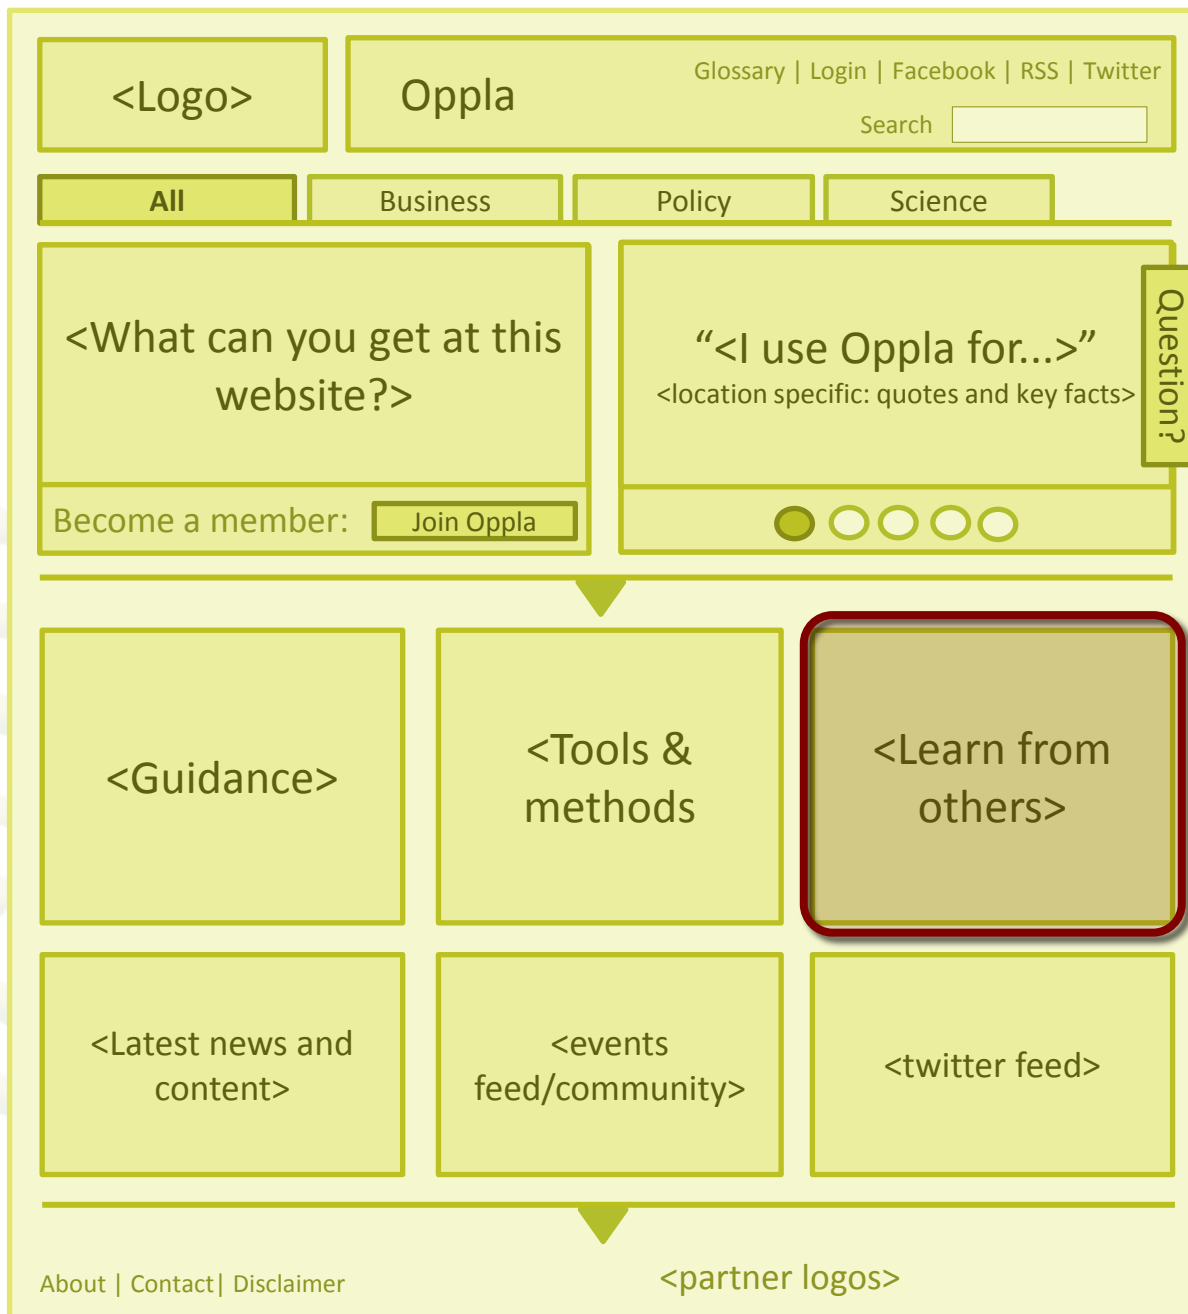 <Logo>
Oppla
Glossary | Login | Facebook | RSS | Twitter
Search
All
Business
Policy
Science
<What can you get at this
website?>
Become a member:
Join Oppla
“<I use Oppla for...>”
<location specific: quotes and key facts>
Question?
<Guidance>
<Tools &
methods
<Learn from
others>
<Latest news and
content>
<events
feed/community>
<twitter feed>
About | Contact| Disclaimer
<partner logos>